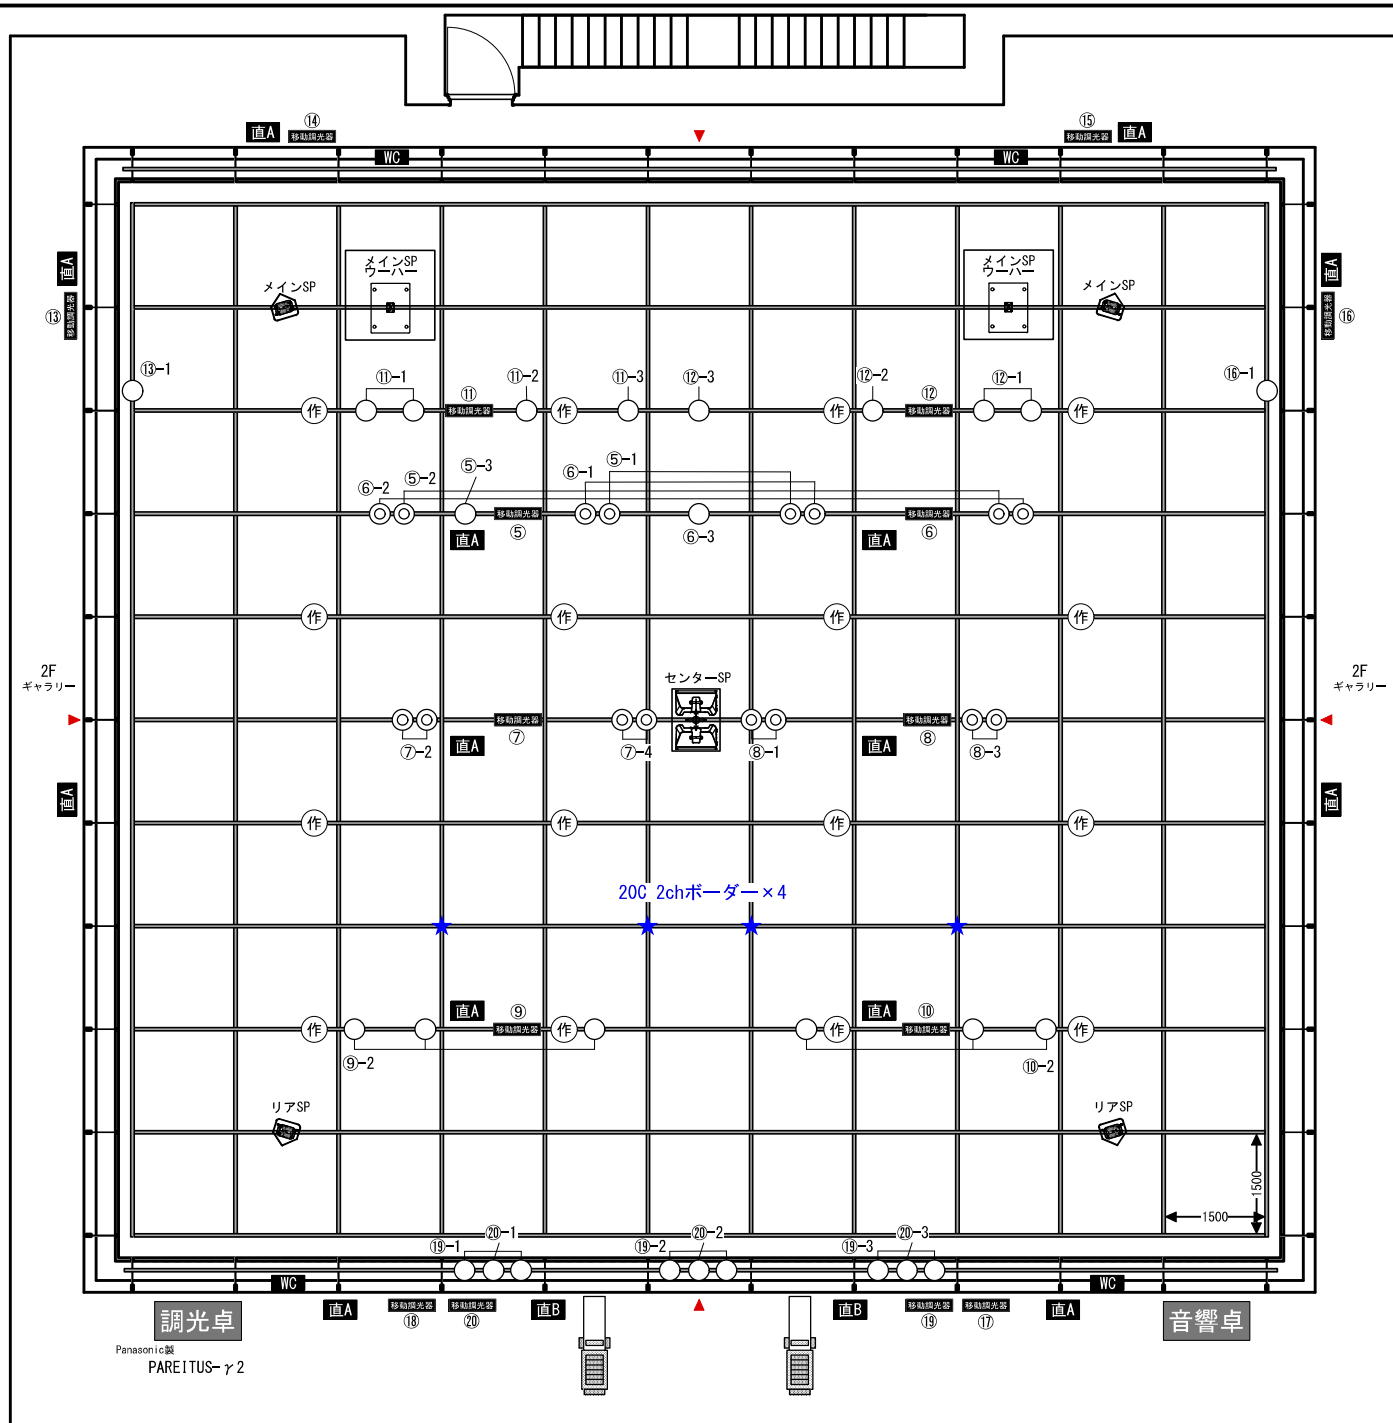 ⑭
直A 移動調光器
⑮
移動調光器 直A
WC
WC
直A
移動調光器
⑬
直A
移動調光器
⑯
メインSP
ウーハー
メインSP
ウーハー
メインSP
メインSP
⑬-1
⑪-1
⑪
⑪-2
⑪-3
⑫-3
⑫-2
⑫
⑫-1
⑯-1
作 移動調光器 作 作 移動調光器 作
⑥-2
⑤-2
⑤-3
⑥-1
⑤-1
移動調光器
移動調光器
直A
⑤
⑥-3
直A
⑥
作 作 作 作
2F
ギャラリー
2F
ギャラリー
センターSP
移動調光器
移動調光器
⑦-2
直A
⑦
⑦-4
⑧-1
直A
⑧
⑧-3
直A
直A
作 作 作 作
20C 2chボーダー×4
直A
⑨
直A
⑩
作 移動調光器 作 作 移動調光器 作
⑨-2
⑩-2
リアSP
リアSP
1500
1500
⑲-1
⑳-1
⑲-2
⑳-2
⑲-3
⑳-3
WC
WC
直A 移動調光器 移動調光器 直B 直B 移動調光器 移動調光器 直A
⑱
⑳
⑲
⑰
調光卓
音響卓
Panasonic製
PAREITUS-γ2